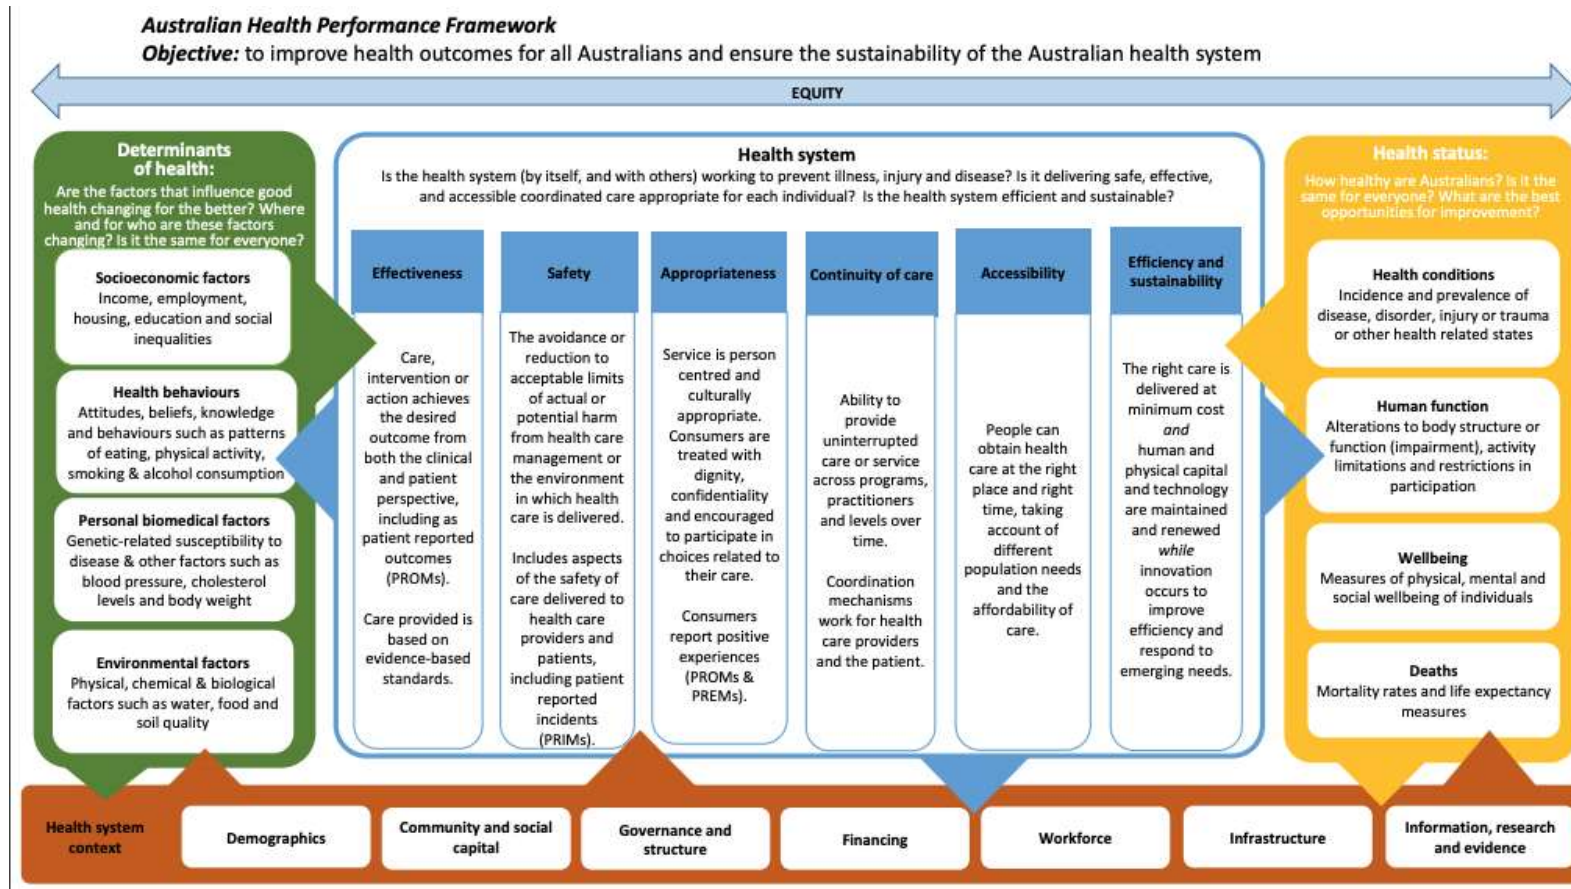 Australian Health Performance Framework
Objective: to improve health outcomes for all Australians and ensure the sustainability of the Australian health system
EQUITY
Determinants
of health:
Are the factors that influence good
health changing for the better? Where
and for who are these factors
changing? Is it the same for everyone?
Socioeconomic factors
Income, employment,
housing, education and social
inequalities
Health behaviours
Attitudes, beliefs, knowledge
and behaviours such as patterns
of eating, physical activity,
smoking & alcohol consumption
Personal biomedical factors
Genetic-related susceptibility to
disease & other factors such as
blood pressure, cholesterol
levels and body weight
Environmental factors
Physical, chemical & biological
factors such as water, food and
soil quality
Health system
Is the health system (by itself, and with others) working to prevent illness, injury and disease? Is it delivering safe, effective,
and accessible coordinated care appropriate for each individual? Is the health system efficient and sustainable?
Effectiveness
Care,
intervention or
action achieves
the desired
outcome from
both the clinical
and patient
perspective,
including as
patient reported
outcomes
(PROMs).
Care provided is
based on
evidence-based
standards.
Safety
The avoidance or
reduction to
acceptable limits
of actual or
potential harm
from health care
management or
the environment
in which health
care is delivered.
Includes aspects
of the safety of
care delivered to
health care
providers and
patients,
including patient
reported
incidents
(PRIMs).
Appropriateness
Service is person
centred and
culturally
appropriate.
Consumers are
treated with
dignity,
confidentiality
and encouraged
to participate in
choices related to
their care.
Consumers
report positive
experiences
(PROMs &
PREMs).
Continuity of care
Ability to
provide
uninterrupted
care or service
across programs,
practitioners
and levels over
time.
Coordination
mechanisms
work for health
care providers
and the patient.
Accessibility
People can
obtain health
care at the right
place and right
time, taking
account of
different
population needs
and the
affordability of
care.
Efficiency and
sustainability
The right care is
delivered at
minimum cost
and
human and
physical capital
and technology
are maintained
and renewed
while
innovation
occurs to
improve
efficiency and
respond to
emerging needs.
Health status:
How healthy are Australians? Is it the
same for everyone? What are the best
opportunities for improvement?
Health conditions
Incidence and prevalence of
disease, disorder, injury or trauma
or other health related states
Human function
Alterations to body structure or
function (impairment), activity
limitations and restrictions in
participation
Wellbeing
Measures of physical, mental and
social wellbeing of individuals
Deaths
Mortality rates and life expectancy
measures
Health system
context
Demographics
Community and social
capital
Governance and
structure
Financing
Workforce
Infrastructure
Information, research
and evidence